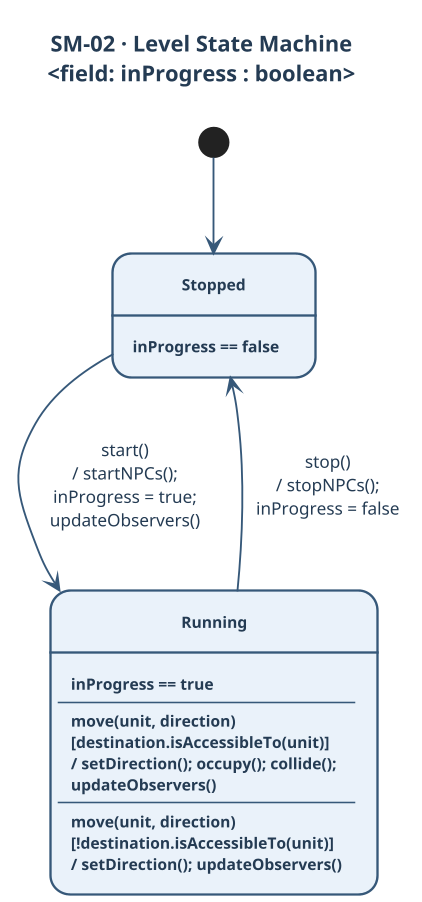 SM-02 · Level State Machine
<field: inProgress : boolean>
Stopped
inProgress == false
start()
/ startNPCs();
inProgress = true;
updateObservers()
stop()
/ stopNPCs();
inProgress = false
Running
inProgress == true
move(unit, direction)
[destination.isAccessibleTo(unit)]
/ setDirection(); occupy(); collide();
updateObservers()
move(unit, direction)
[!destination.isAccessibleTo(unit)]
/ setDirection(); updateObservers()